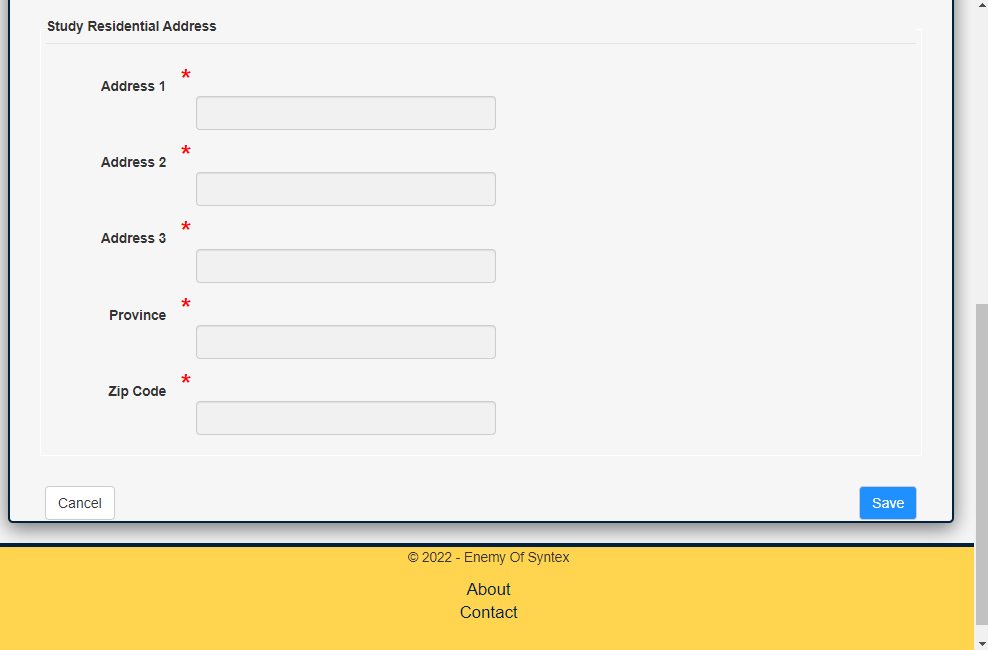 Study Residential Address
Address 1 *
Address 2 *
Address 3 *
Province *
Zip Code *
Cancel
Save
© 2022 - Enemy Of Syntex
About
Contact